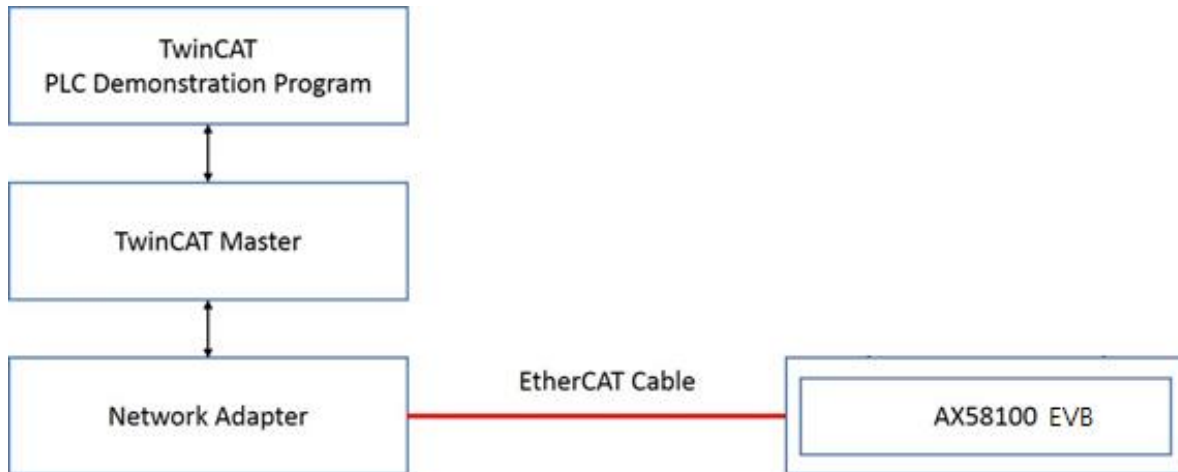 TwinCAT
PLC Demonstration Program
TwinCAT Master
Network Adapter
EtherCAT Cable
AX58100 EVB